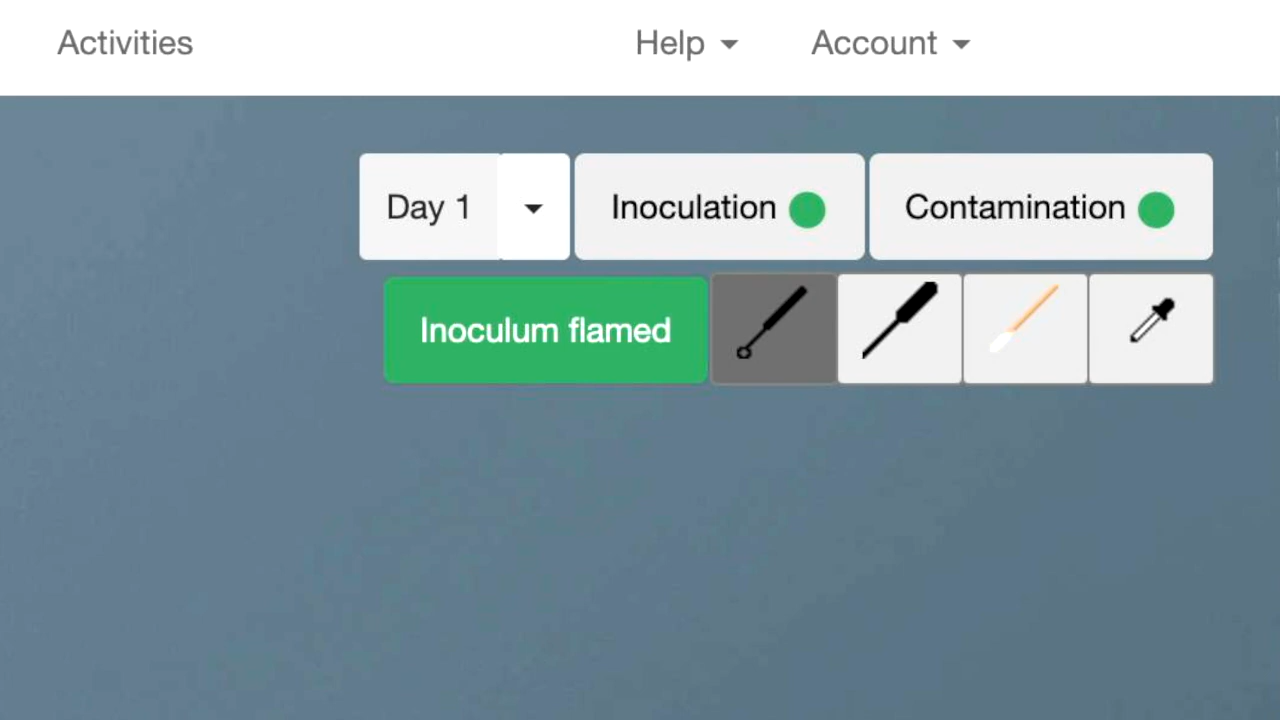 Activities Help Account
Day 1 Inoculation Contamination
Inoculum flamed